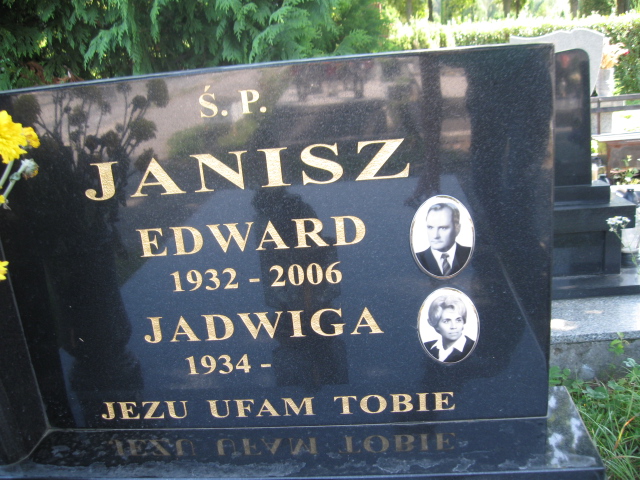 Ś. P.
JANISZ
EDWARD
1932 - 2006
JADWIGA
1934 -
JEZU UFAM TOBIE